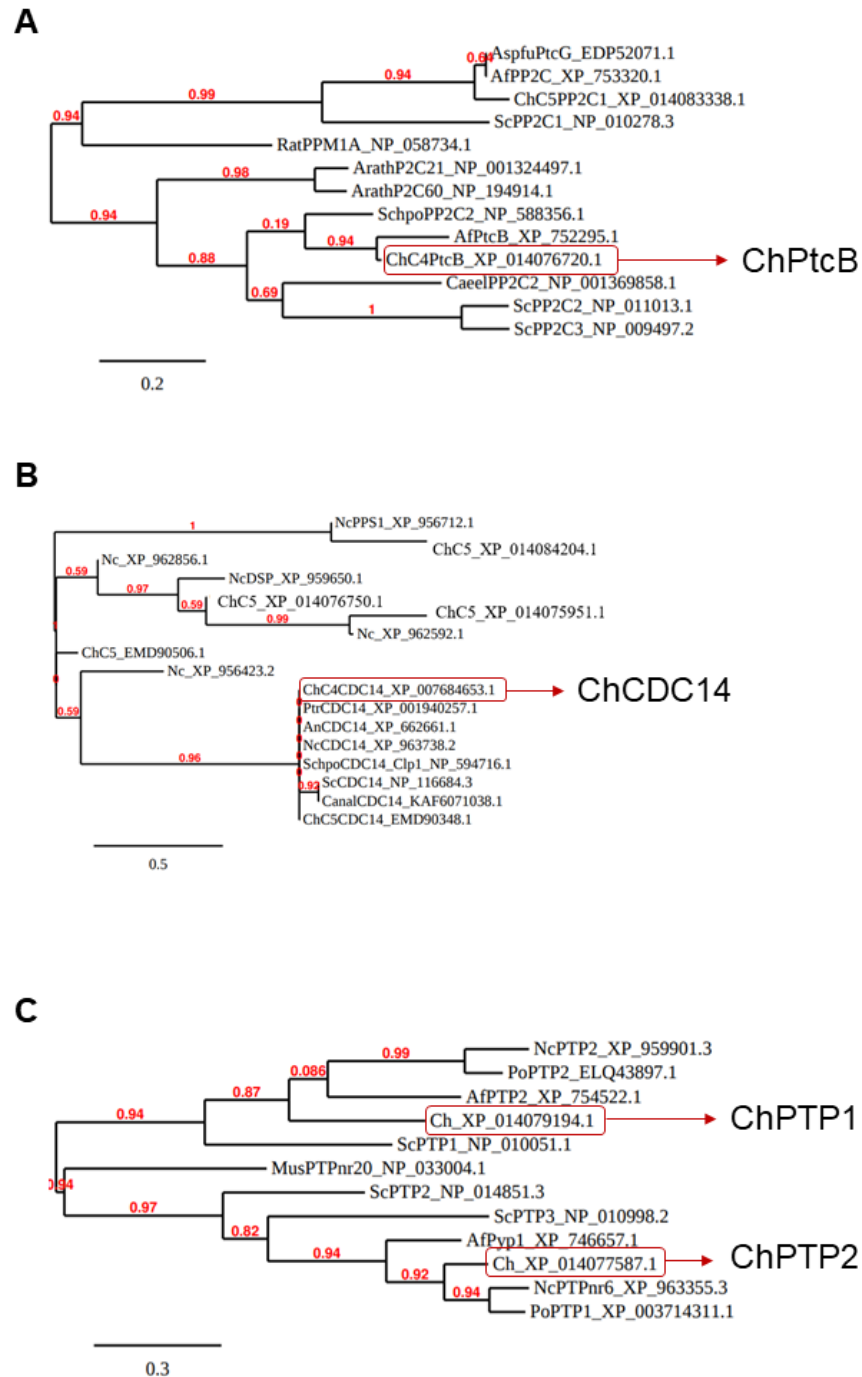 A
0.64
AspfuPtcG_EDP52071.1
0.94
AfPP2C_XP_753320.1
0.99
ChC5PP2C1_XP_014083338.1
0.94
ScPP2C1_NP_010278.3
RatPPM1A_NP_058734.1
0.98
ArathP2C21_NP_001324497.1
ArathP2C60_NP_194914.1
0.94
SchpoPP2C2_NP_588356.1
0.19
AfPtcB_XP_752295.1
0.94
0.88
ChC4PtcB_XP_014076720.1
ChPtcB
CaeelPP2C2_NP_001369858.1
0.69
ScPP2C2_NP_011013.1
1
ScPP2C3_NP_009497.2
0.2
B
NcPPS1_XP_956712.1
1
ChC5_XP_014084204.1
Nc_XP_962856.1
0.59
NcDSP_XP_959650.1
0.97
ChC5_XP_014076750.1
0.59
ChC5_XP_014075951.1
0.99
Nc_XP_962592.1
ChC5_EMD90506.1
Nc_XP_956423.2
ChC4CDC14_XP_007684653.1
ChCDC14
PtrCDC14_XP_001940257.1
0.59
AnCDC14_XP_662661.1
NcCDC14_XP_963738.2
0.96
SchpoCDC14_Clp1_NP_594716.1
ScCDC14_NP_116684.3
0.92
CanalCDC14_KAF6071038.1
ChC5CDC14_EMD90348.1
0.5
C
NcPTP2_XP_959901.3
0.99
0.086
PoPTP2_ELQ43897.1
0.87
AfPTP2_XP_754522.1
0.94
Ch_XP_014079194.1
ChPTP1
ScPTP1_NP_010051.1
MusPTPnr20_NP_033004.1
0.94
ScPTP2_NP_014851.3
0.97
ScPTP3_NP_010998.2
0.82
AfPyp1_XP_746657.1
0.94
Ch_XP_014077587.1
ChPTP2
0.92
NcPTPnr6_XP_963355.3
0.94
PoPTP1_XP_003714311.1
0.3